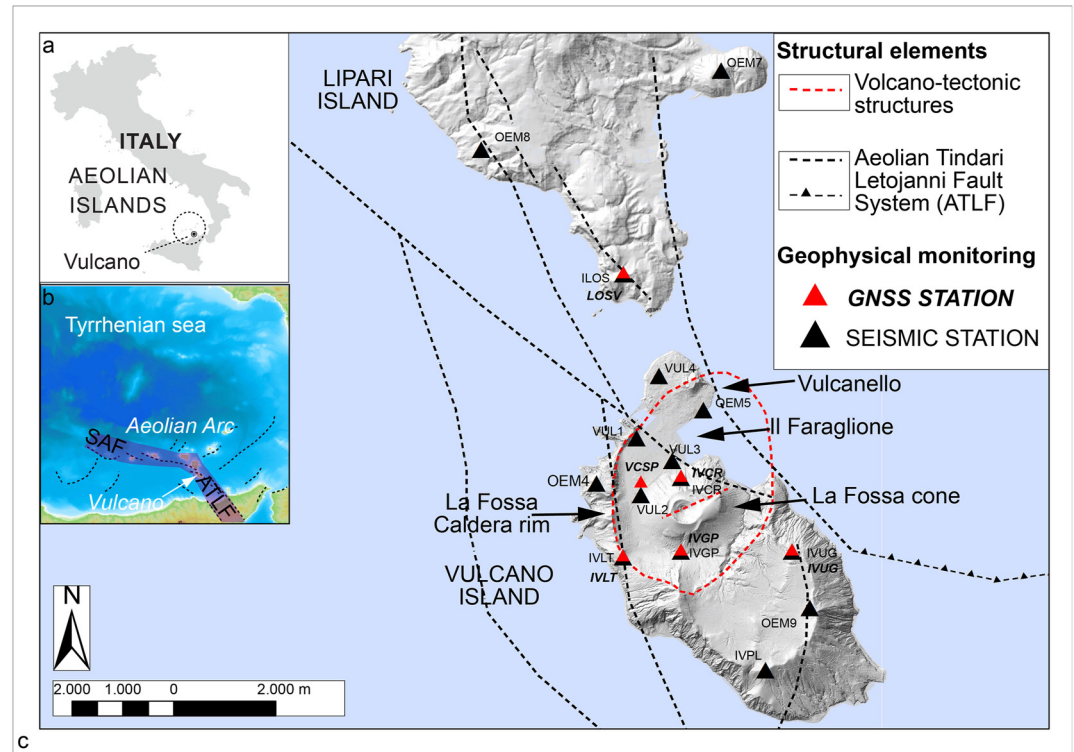 a
ITALY
AEOLIAN
ISLANDS
Vulcano
b
Tyrrhenian sea
Aeolian Arc
SAF
Vulcano
ATLF
LIPARI
ISLAND
OEM7
OEM8
ILOS
LOSV
VUL4
OEM5
VUL1
VUL3
VCSP
IVCR
IVCR
OEM4
VUL2
IVGP
IVGP
IVLT
IVLT
IVUG
IVUG
OEM9
IVPL
Vulcanello
Il Faraglione
La Fossa cone
La Fossa
Caldera rim
VULCANO
ISLAND
Structural elements
Volcano-tectonic
structures
Aeolian Tindari
Letojanni Fault
System (ATLF)
Geophysical monitoring
GNSS STATION
SEISMIC STATION
N
2.000 1.000 0 2.000 m
c